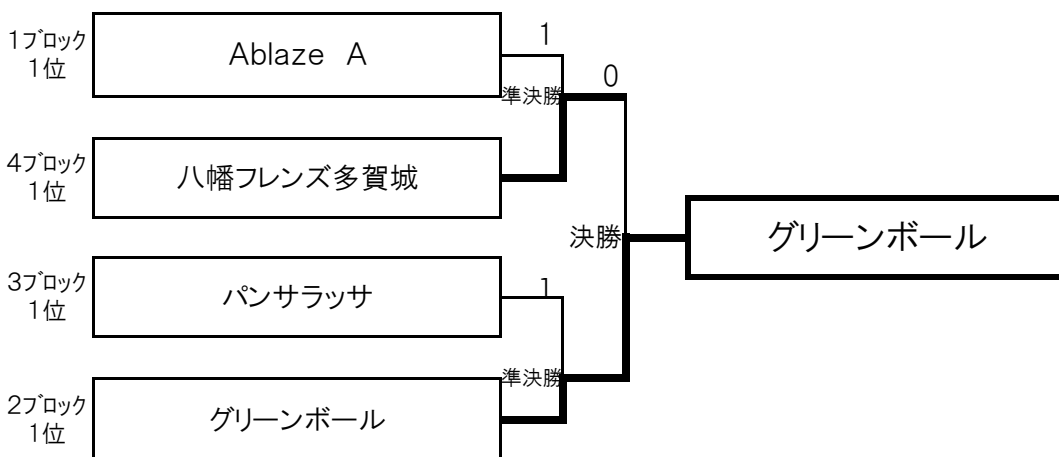 1ブロック
1位
Ablaze A
1
準決勝
0
4ブロック
1位
八幡フレンズ多賀城
決勝
グリーンボール
3ブロック
1位
パンサラッサ
1
準決勝
2ブロック
1位
グリーンボール